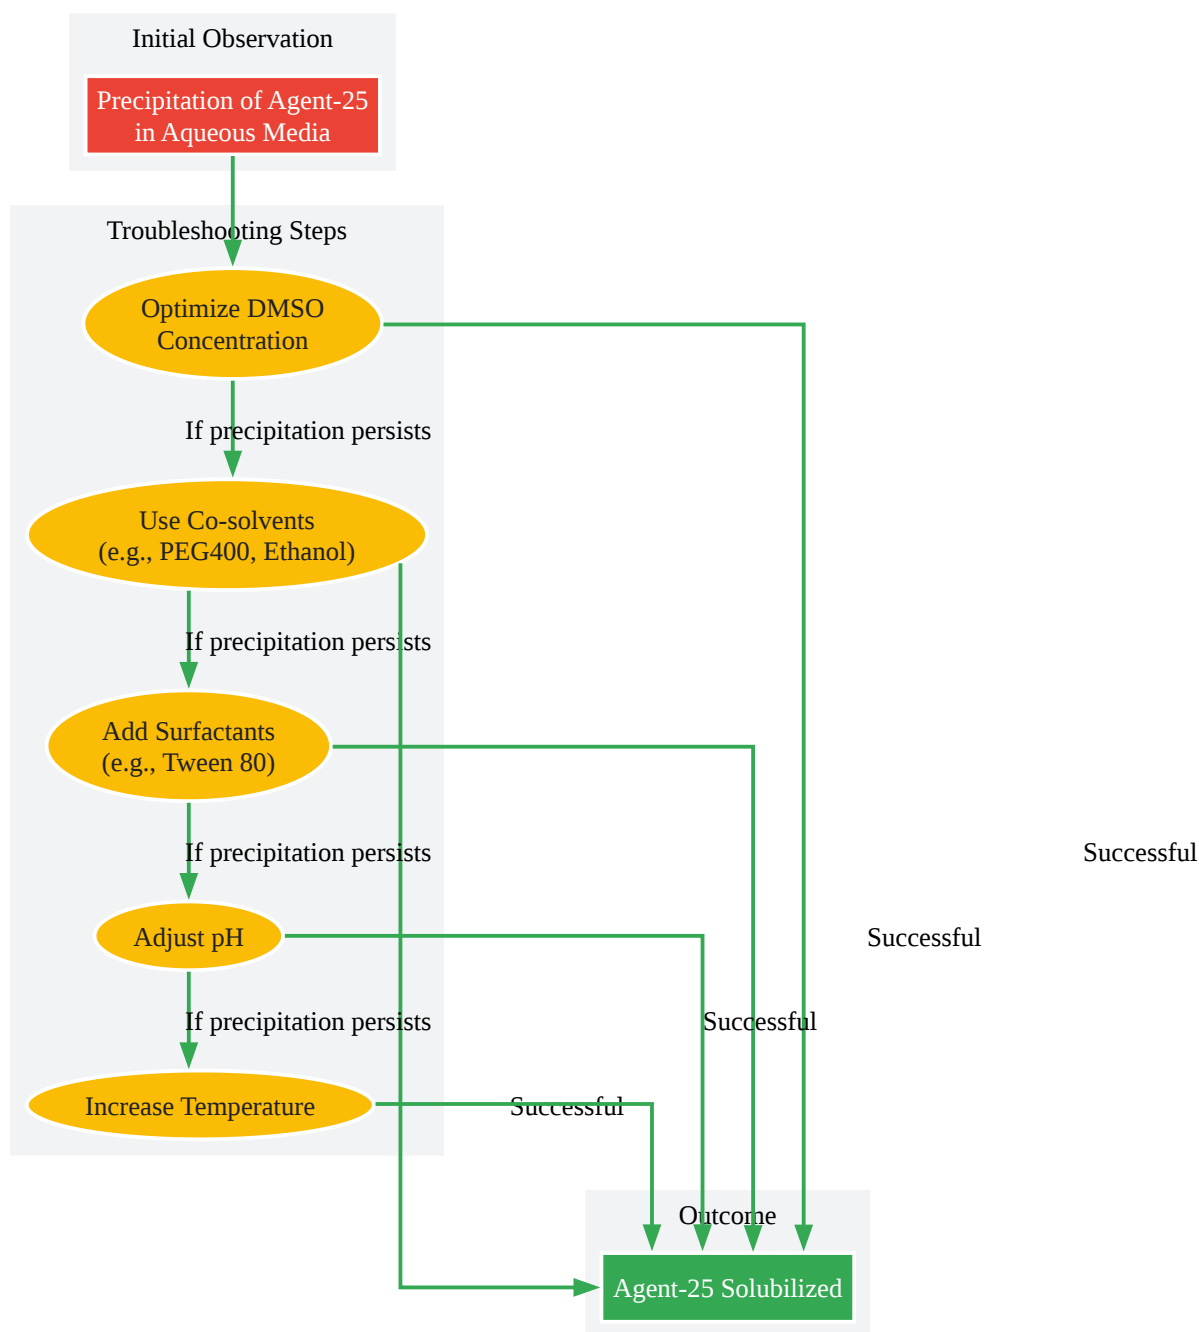 Initial Observation
Precipitation of Agent-25
in Aqueous Media
Troubleshooting Steps
Optimize DMSO
Concentration
If precipitation persists
Use Co-solvents
(e.g., PEG400, Ethanol)
If precipitation persists
Add Surfactants
(e.g., Tween 80)
If precipitation persists
Successful
Adjust pH
Successful
If precipitation persists
Successful
Increase Temperature
Successful
Outcome
Agent-25 Solubilized